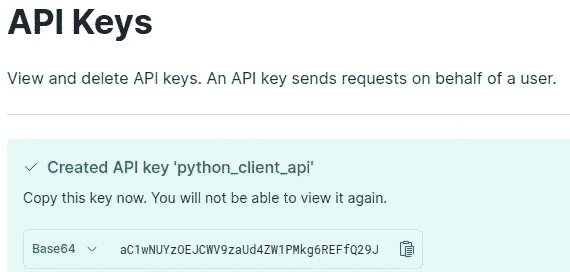 API Keys
View and delete API keys. An API key sends requests on behalf of a user.
Created API key 'python_client_api'
Copy this key now. You will not be able to view it again.
Base64 aC1wNUYzOEJCWV9zaUd4ZW1PMkg6REFfQ29J